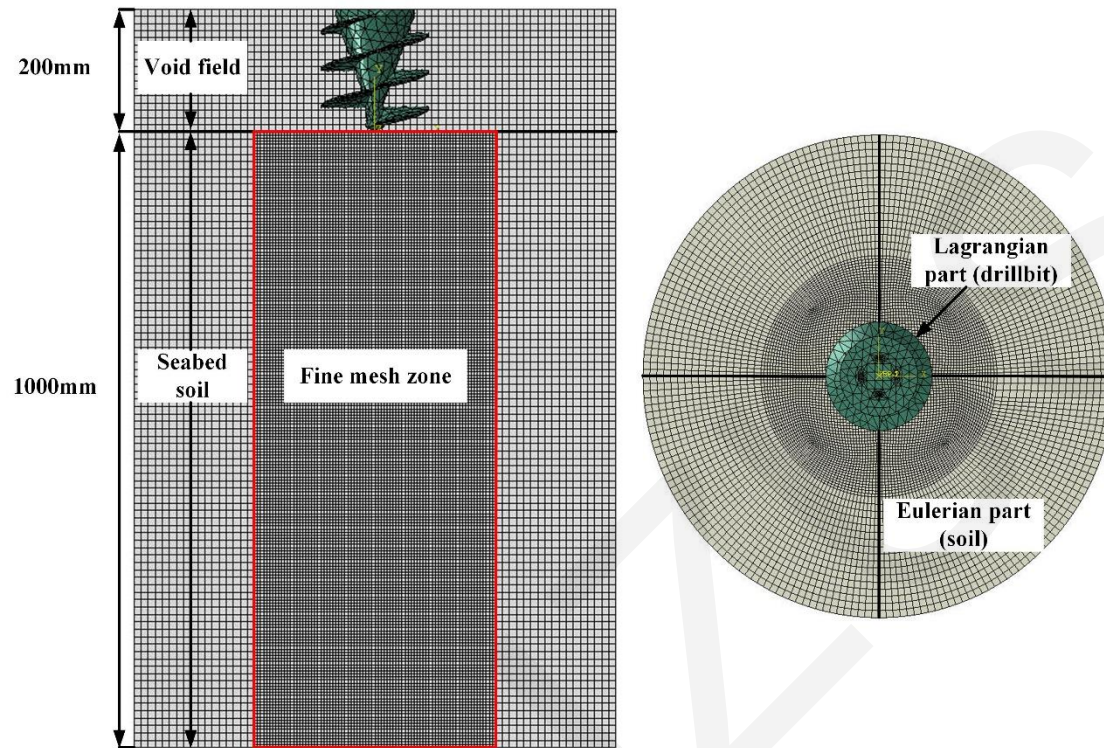 200mm
Void field
1000mm
Seabed
soil
Fine mesh zone
Lagrangian
part (drillbit)
Eulerian part
(soil)